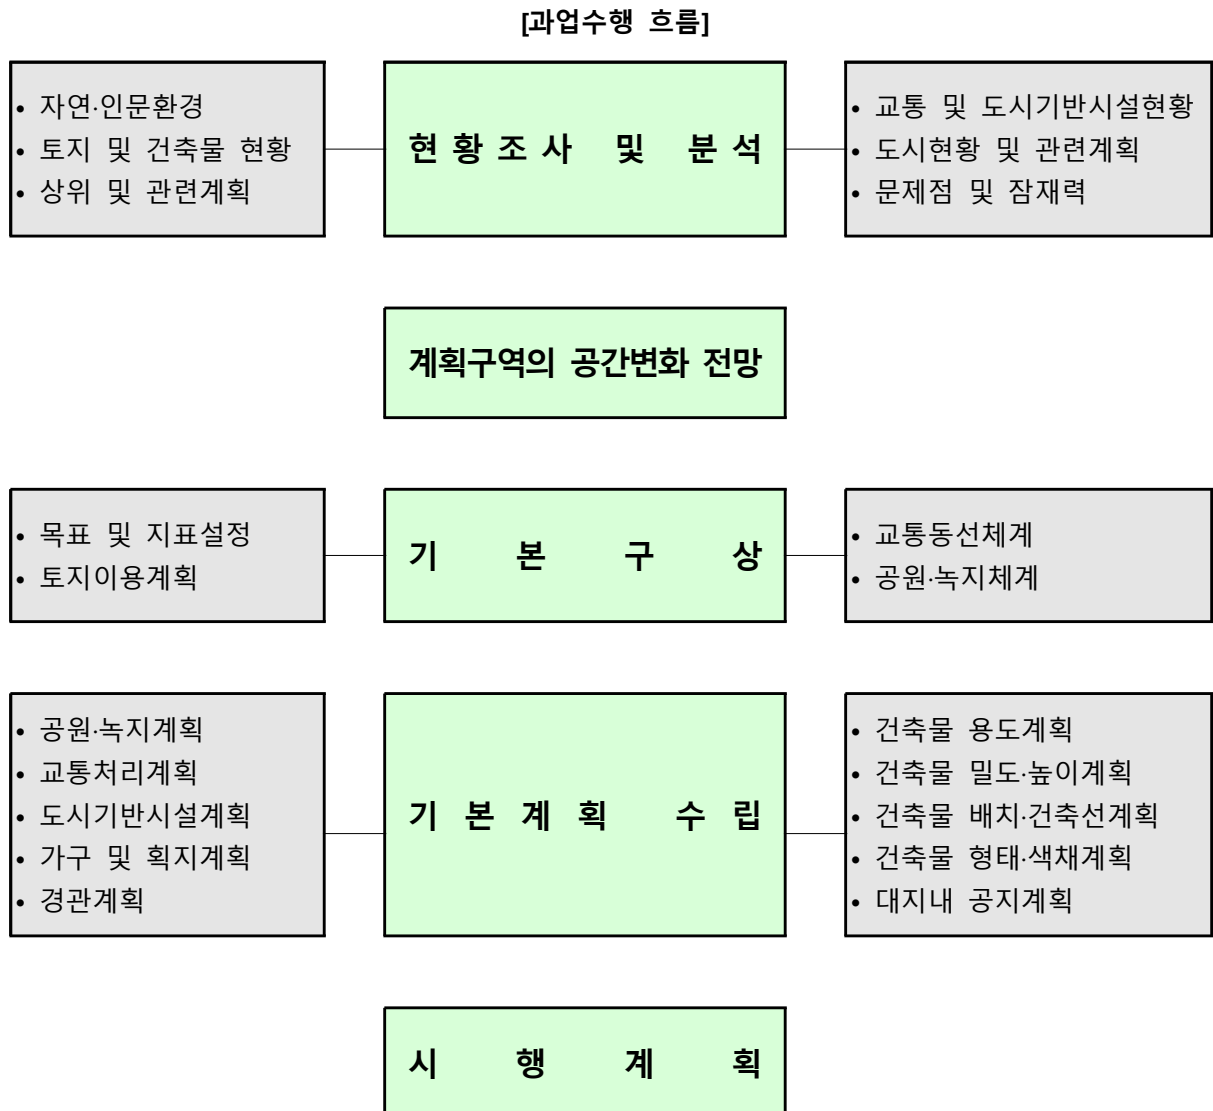 [과업수행 흐름]
• 자연·인문환경
• 토지 및 건축물 현황
• 상위 및 관련계획
현황조사 및 분석
• 교통 및 도시기반시설현황
• 도시현황 및 관련계획
• 문제점 및 잠재력
계획구역의 공간변화 전망
• 목표 및 지표설정
• 토지이용계획
기본구상
• 교통동선체계
• 공원·녹지체계
• 공원·녹지계획
• 교통처리계획
• 도시기반시설계획
• 가구 및 획지계획
• 경관계획
기본계획 수립
• 건축물 용도계획
• 건축물 밀도·높이계획
• 건축물 배치·건축선계획
• 건축물 형태·색채계획
• 대지내 공지계획
시행계획